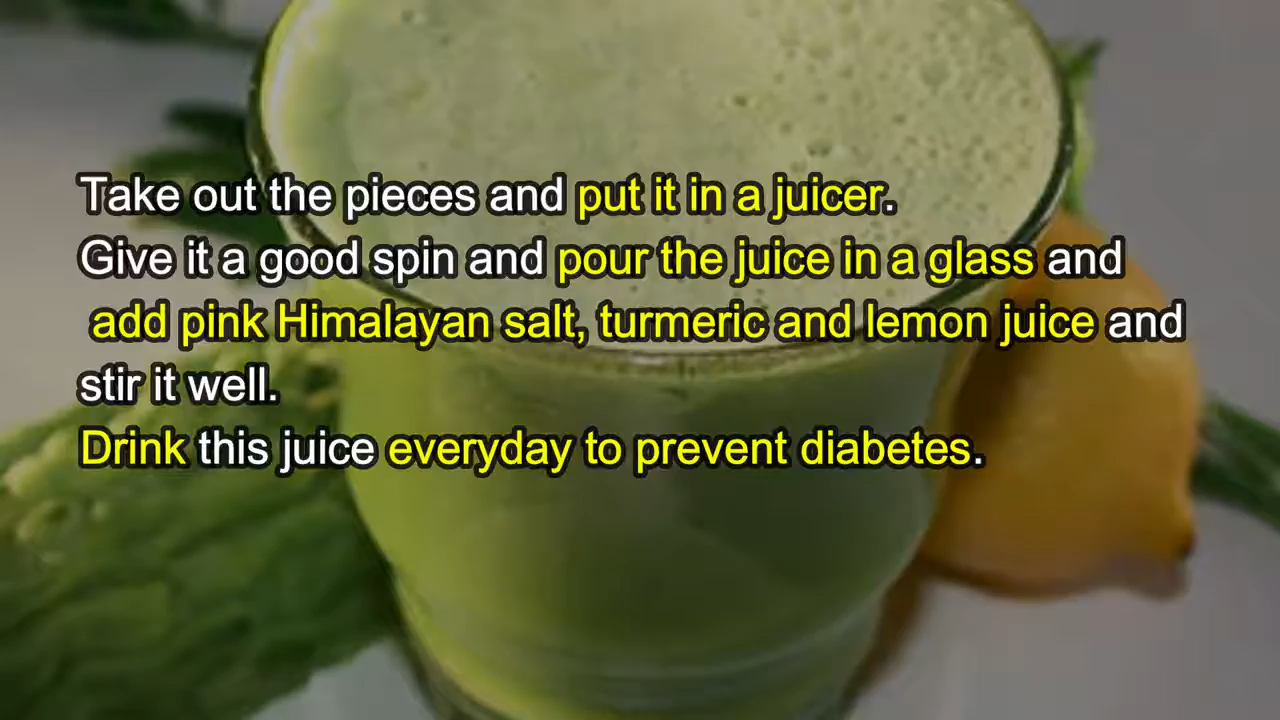 Take out the pieces and put it in a juicer.
Give it a good spin and pour the juice in a glass and
add pink Himalayan salt, turmeric and lemon juice and
stir it well.
Drink this juice everyday to prevent diabetes.